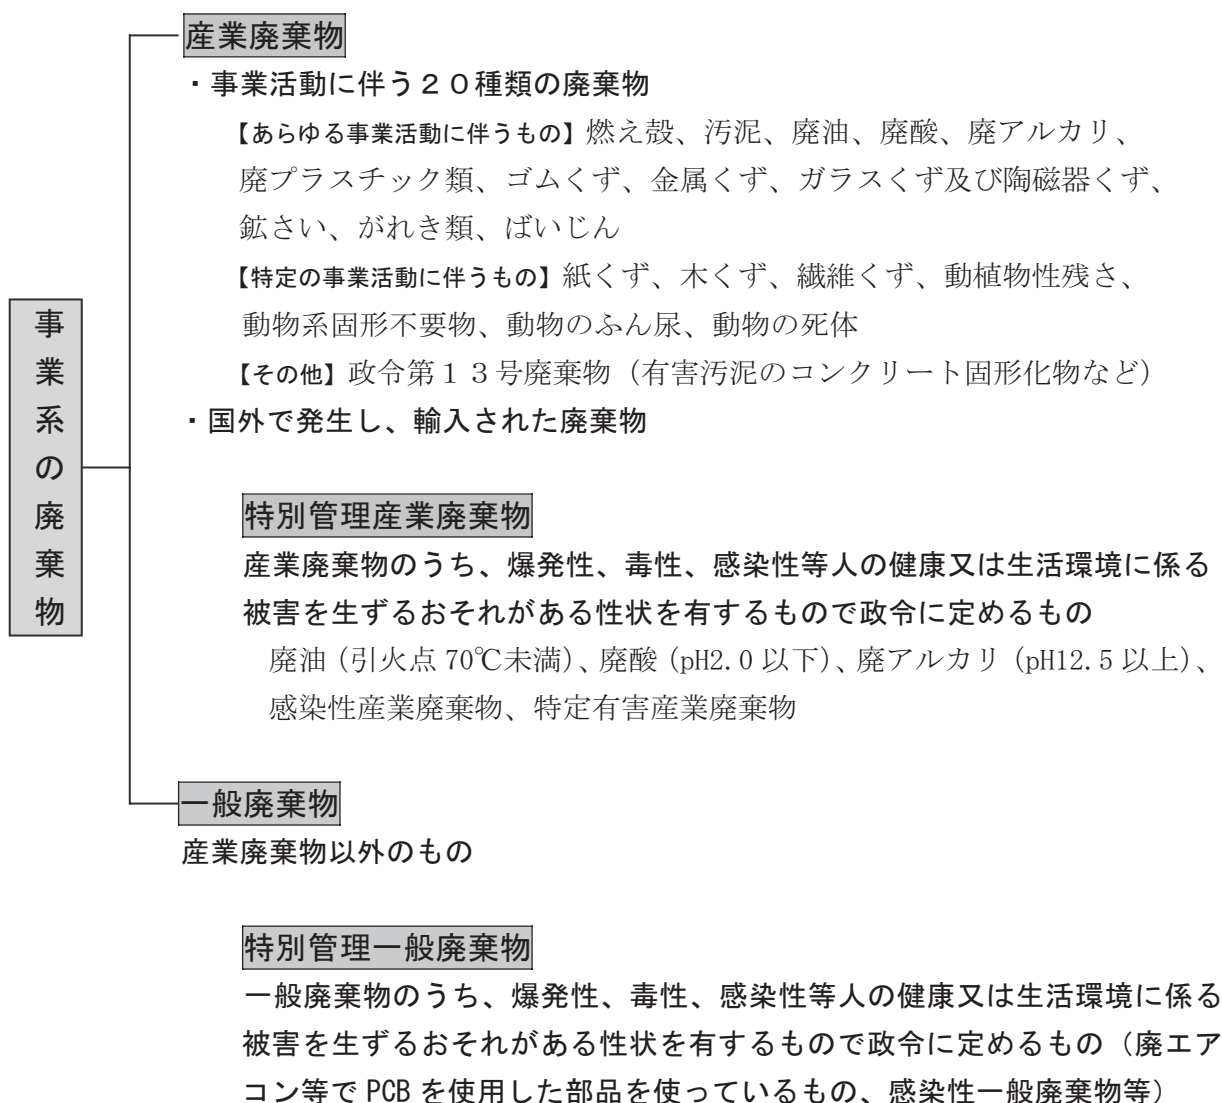 事業系の廃棄物
産業廃棄物
・事業活動に伴う２０種類の廃棄物
【あらゆる事業活動に伴うもの】燃え殻、汚泥、廃油、廃酸、廃アルカリ、
廃プラスチック類、ゴムくず、金属くず、ガラスくず及び陶磁器くず、
鉱さい、がれき類、ばいじん
【特定の事業活動に伴うもの】紙くず、木くず、繊維くず、動植物性残さ、
動物系固形不要物、動物のふん尿、動物の死体
【その他】政令第１３号廃棄物（有害汚泥のコンクリート固形化物など）
・国外で発生し、輸入された廃棄物
特別管理産業廃棄物
産業廃棄物のうち、爆発性、毒性、感染性等人の健康又は生活環境に係る
被害を生ずるおそれがある性状を有するもので政令に定めるもの
廃油（引火点 70℃未満）、廃酸（pH2.0 以下）、廃アルカリ（pH12.5 以上）、
感染性産業廃棄物、特定有害産業廃棄物
一般廃棄物
産業廃棄物以外のもの
特別管理一般廃棄物
一般廃棄物のうち、爆発性、毒性、感染性等人の健康又は生活環境に係る
被害を生ずるおそれがある性状を有するもので政令に定めるもの（廃エア
コン等で PCB を使用した部品を使っているもの、感染性一般廃棄物等）